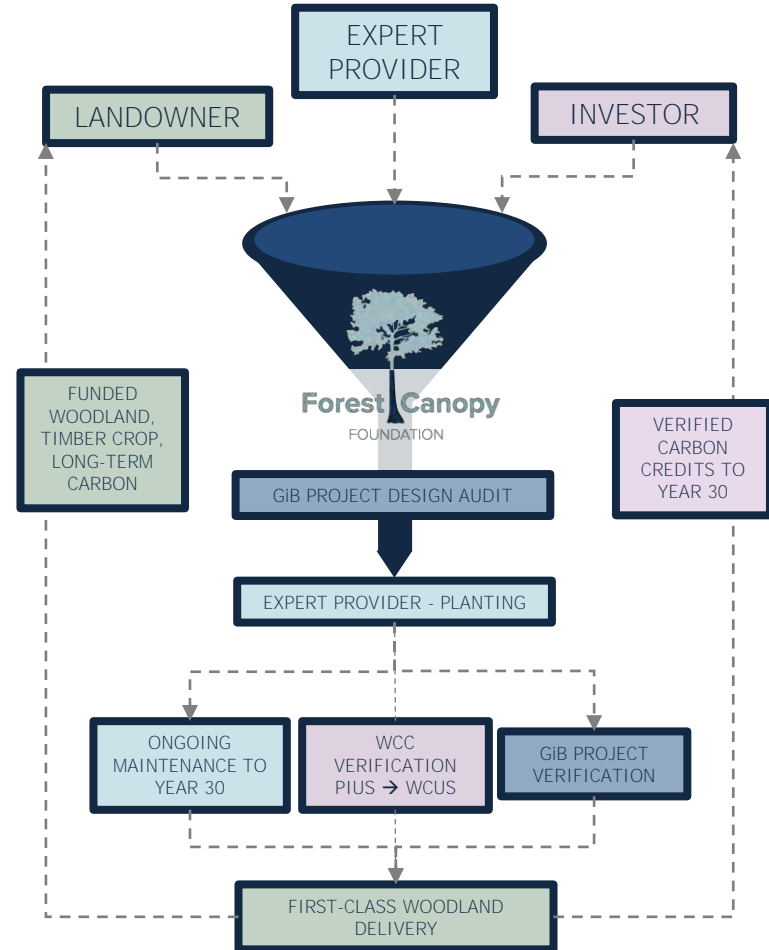 EXPERT
PROVIDER
LANDOWNER
INVESTOR
Forest Canopy
FOUNDATION
FUNDED
WOODLAND,
TIMBER CROP,
LONG-TERM
CARBON
VERIFIED
CARBON
CREDITS TO
YEAR 30
GiB PROJECT DESIGN AUDIT
EXPERT PROVIDER - PLANTING
ONGOING
MAINTENANCE TO
YEAR 30
WCC
VERIFICATION
PIUS → WCUS
GiB PROJECT
VERIFICATION
FIRST-CLASS WOODLAND
DELIVERY